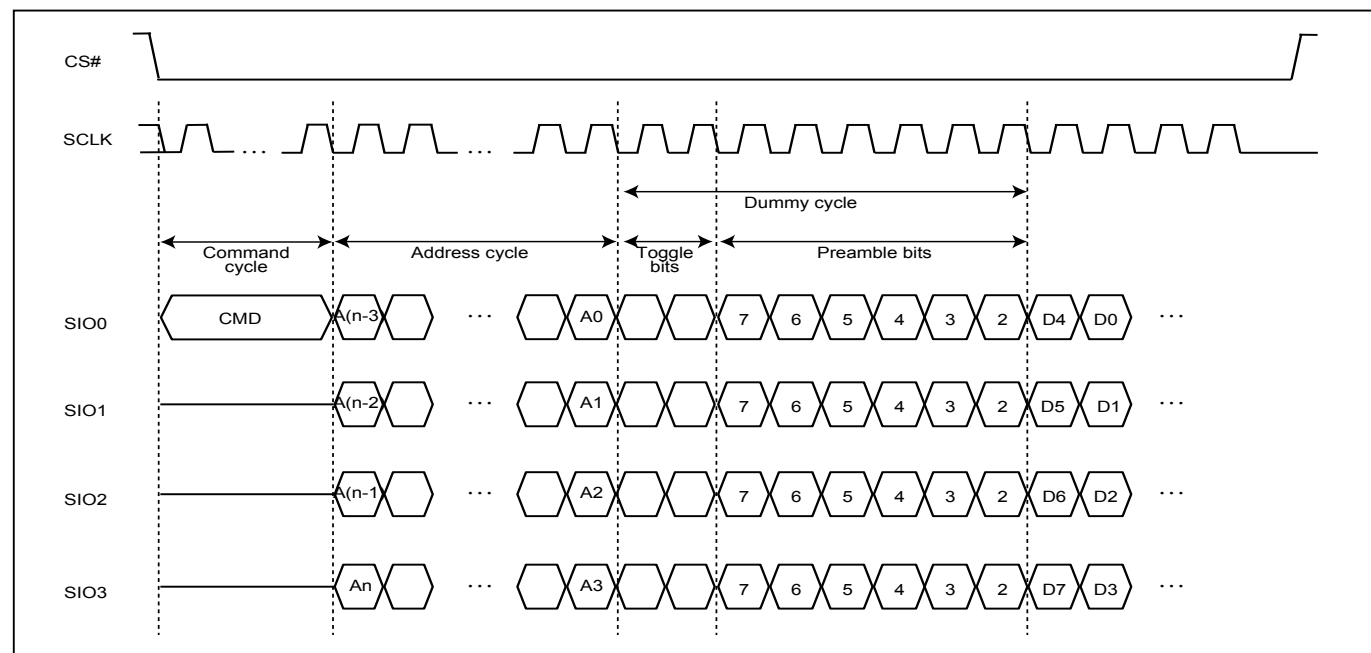 CS#
SCLK ... ...
Dummy cycle
Command cycle Address cycle Toggle bits Preamble bits
SIO0 CMD A(n-3) ... A0 7 6 5 4 3 2 D4 D0 ...
SIO1 A(n-2) ... A1 7 6 5 4 3 2 D5 D1 ...
SIO2 A(n-1) ... A2 7 6 5 4 3 2 D6 D2 ...
SIO3 An ... A3 7 6 5 4 3 2 D7 D3 ...